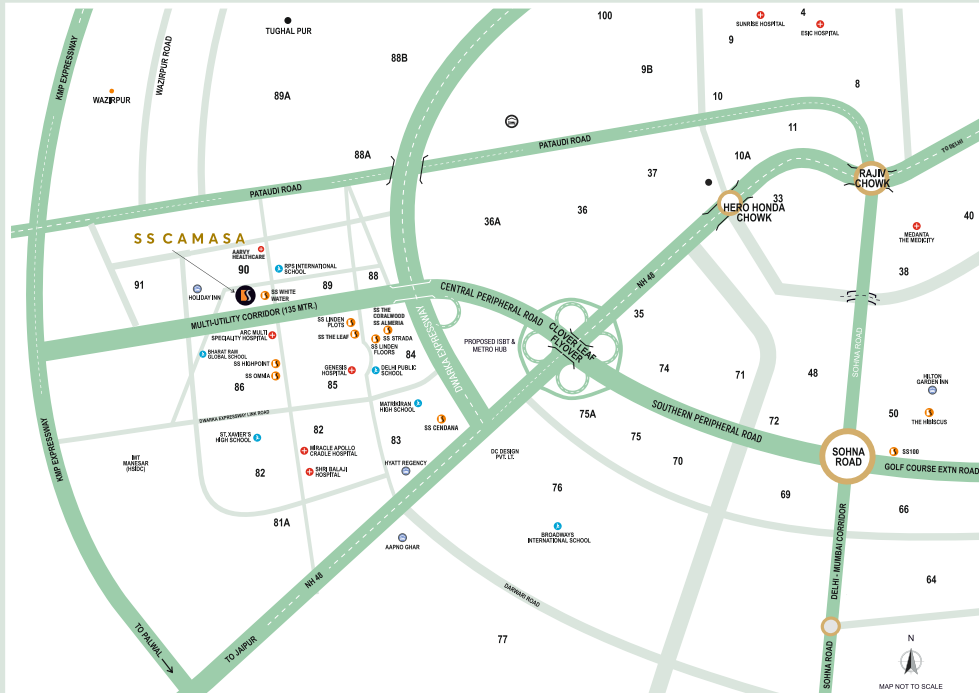 100
4
SUNRISE HOSPITAL
ESIC HOSPITAL
TUGHAL PUR
9
88B
KMP EXPRESSWAY
WAZIRPUR ROAD
9B
8
WAZIRPUR
89A
10
11
PATAUDI ROAD
TO DELHI
88A
10A
37
RAJIV
CHOWK
PATAUDI ROAD
33
HERO HONDA
CHOWK
36
36A
40
SS CAMASA
MEDANTA
THE MEDICITY
AARVY
HEALTHCARE
90
RPS INTERNATIONAL
SCHOOL
88
38
91
89
HOLIDAY INN
SS WHITE
WATER
NH 48
CENTRAL PERIPHERAL ROAD
MULTI-UTILITY CORRIDOR (135 MTR.)
SS LINDEN
PLOTS
SS THE
CORALWOOD
SS ALMERIA
35
ARC MULTI
SPECIALITY HOSPITAL
SS THE LEAF
SS STRADA
CLOVER LEAF
FLYOVER
DWARKA EXPRESSWAY
PROPOSED ISBT &
METRO HUB
SS LINDEN
FLOORS
84
SOHNA ROAD
BHARAT RAM
GLOBAL SCHOOL
SS HIGHPOINT
GENESIS
HOSPITAL
DELHI PUBLIC
SCHOOL
74
71
48
SS OMNIA
86
85
HILTON
GARDEN INN
MATRIKIRAN
HIGH SCHOOL
SOUTHERN PERIPHERAL ROAD
DWARKA EXPRESSWAY LINK ROAD
75A
72
50
THE HIBISCUS
SS CENDANA
82
ST. XAVIER'S
HIGH SCHOOL
83
75
MIRACLE APOLLO
CRADLE HOSPITAL
DC DESIGN
PVT. LT.
SOHNA
ROAD
SS100
IMT
MANESAR
(HSIDC)
HYATT REGENCY
70
GOLF COURSE EXTN ROAD
KMP EXPRESSWAY
82
SHRI BALAJI
HOSPITAL
76
69
66
81A
BROADWAYS
INTERNATIONAL SCHOOL
AAPNO GHAR
DELHI - MUMBAI CORRIDOR
NH 48
64
DARWARI ROAD
TO PALWAL
TO JAIPUR
77
N
SOHNA ROAD
MAP NOT TO SCALE